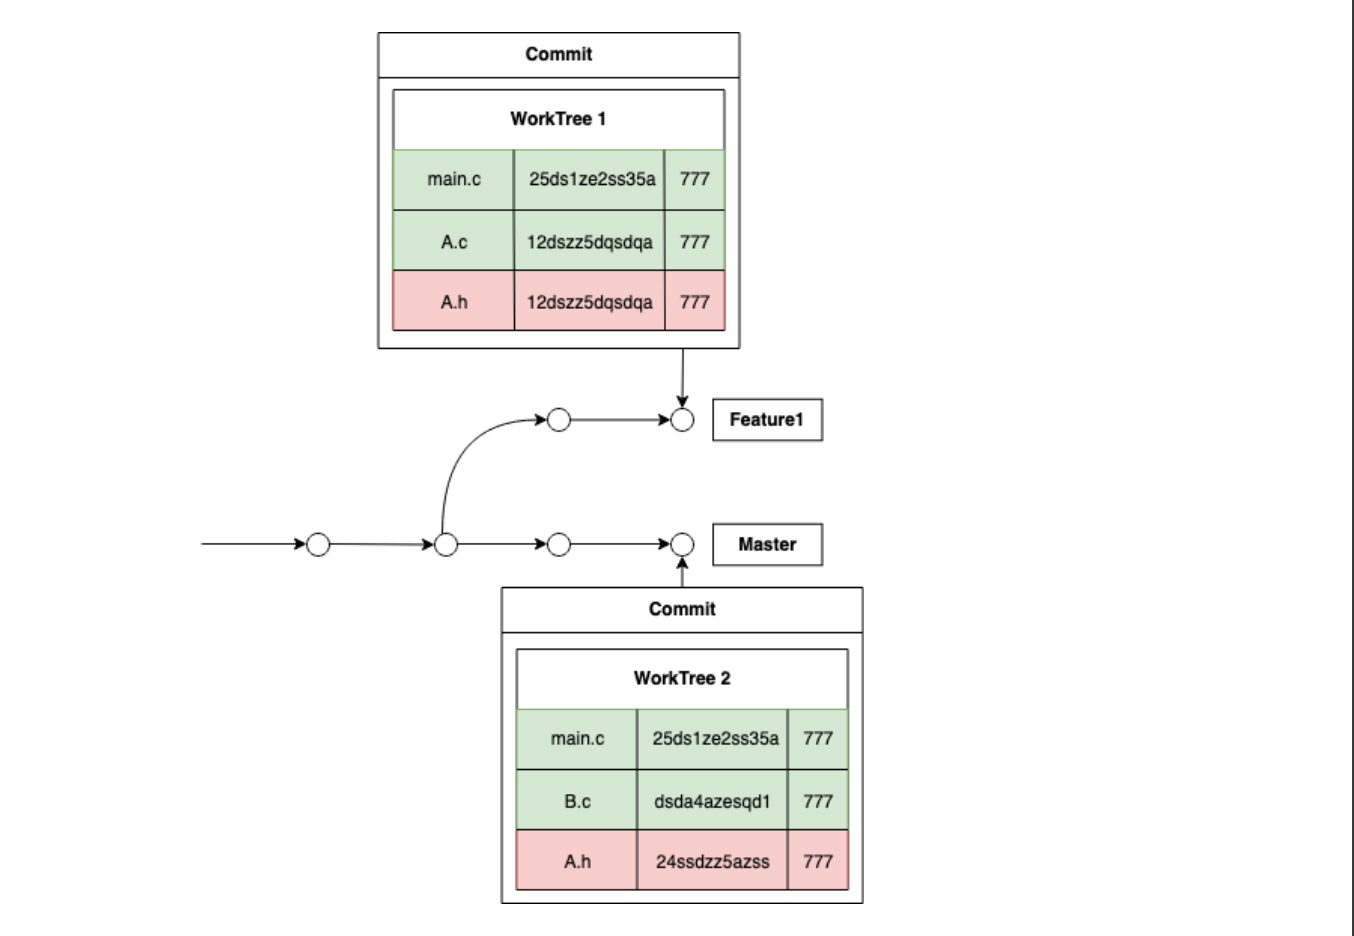 Commit
WorkTree 1
main.c 25ds1ze2ss35a 777
A.c 12dszz5dqsdqa 777
A.h 12dszz5dqsdqa 777
Feature1
Master
Commit
WorkTree 2
main.c 25ds1ze2ss35a 777
B.c dsda4azesqd1 777
A.h 24ssdzz5azss 777